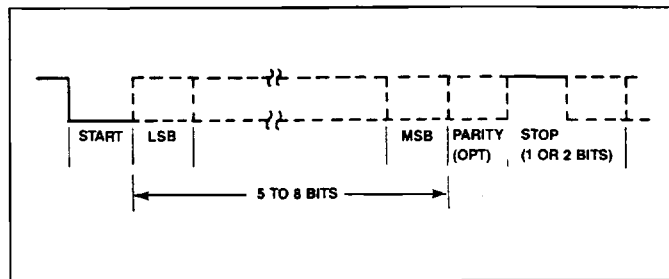 START LSB MSB PARITY STOP
(OPT) (1 OR 2 BITS)
5 TO 8 BITS